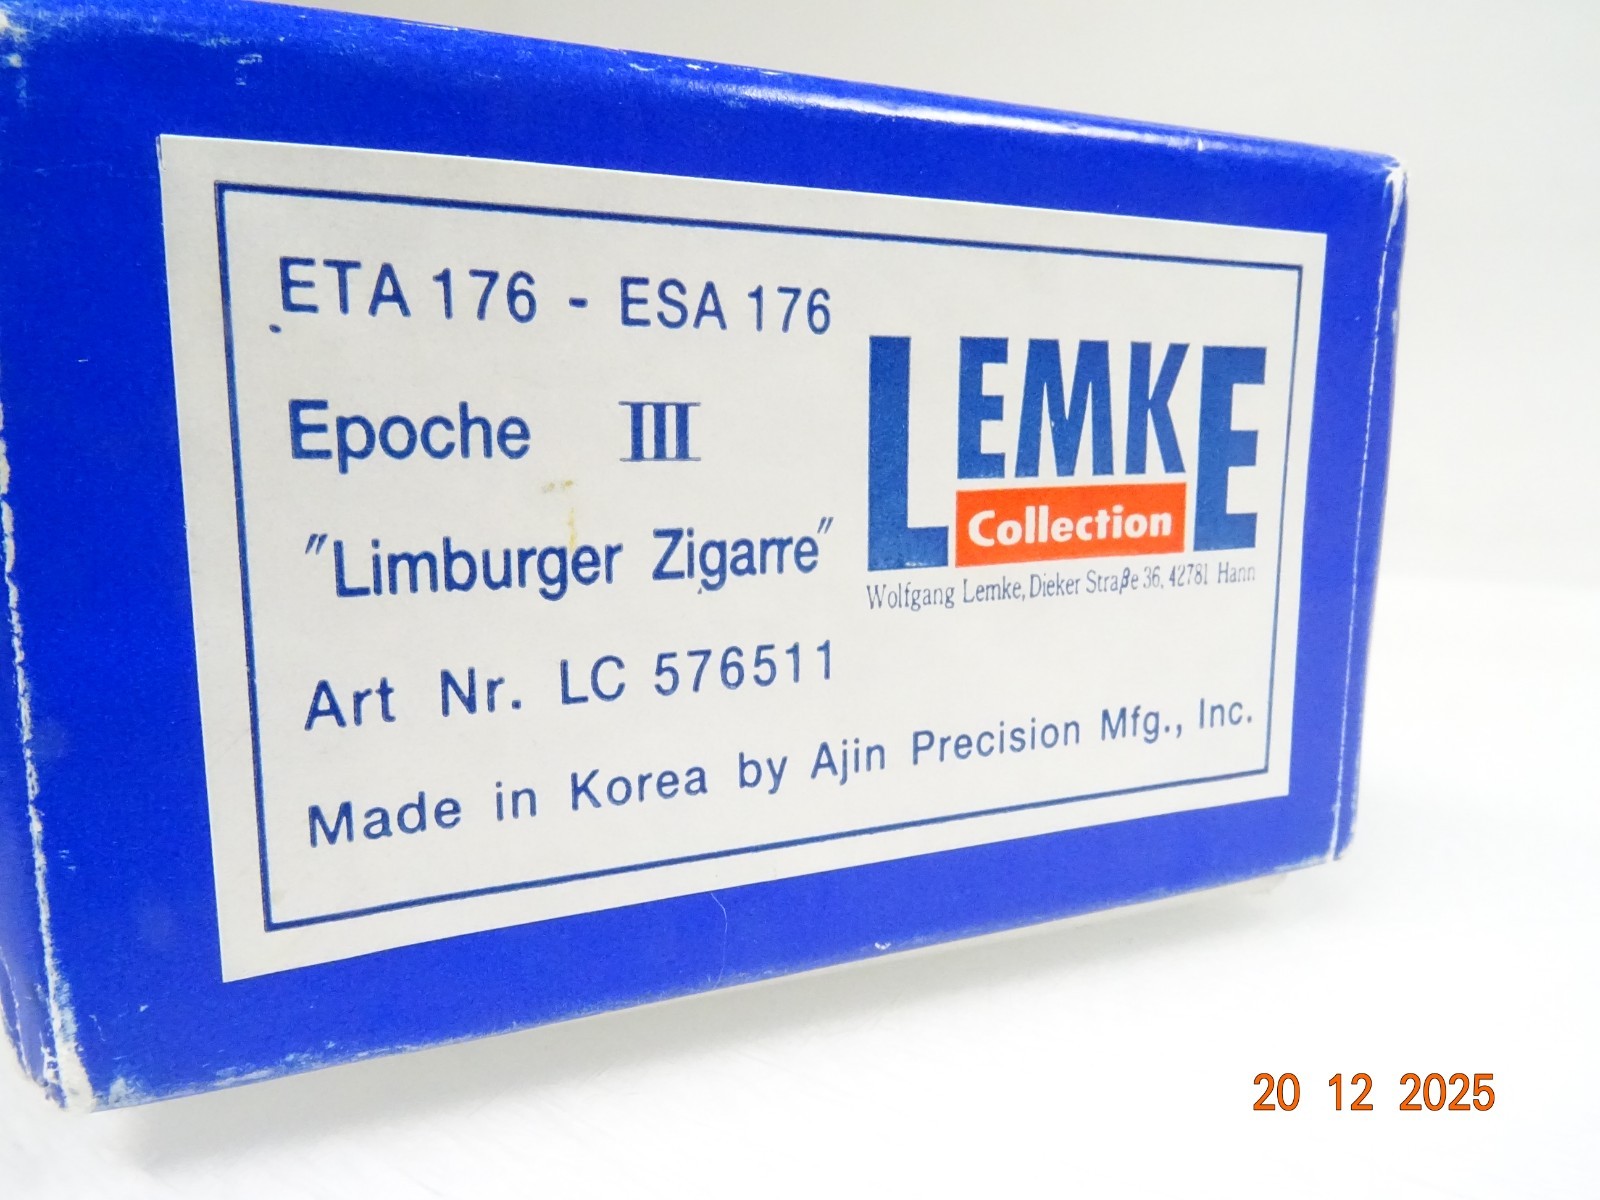 ETA 176 - ESA 176
Epoche III
"Limburger Zigarre"
LEMKE
Collection
Wolfgang Lemke, Dieker Straße 36, 42781 Hann
Art Nr. LC 576511
Made in Korea by Ajin Precision Mfg., Inc.
20 12 2025